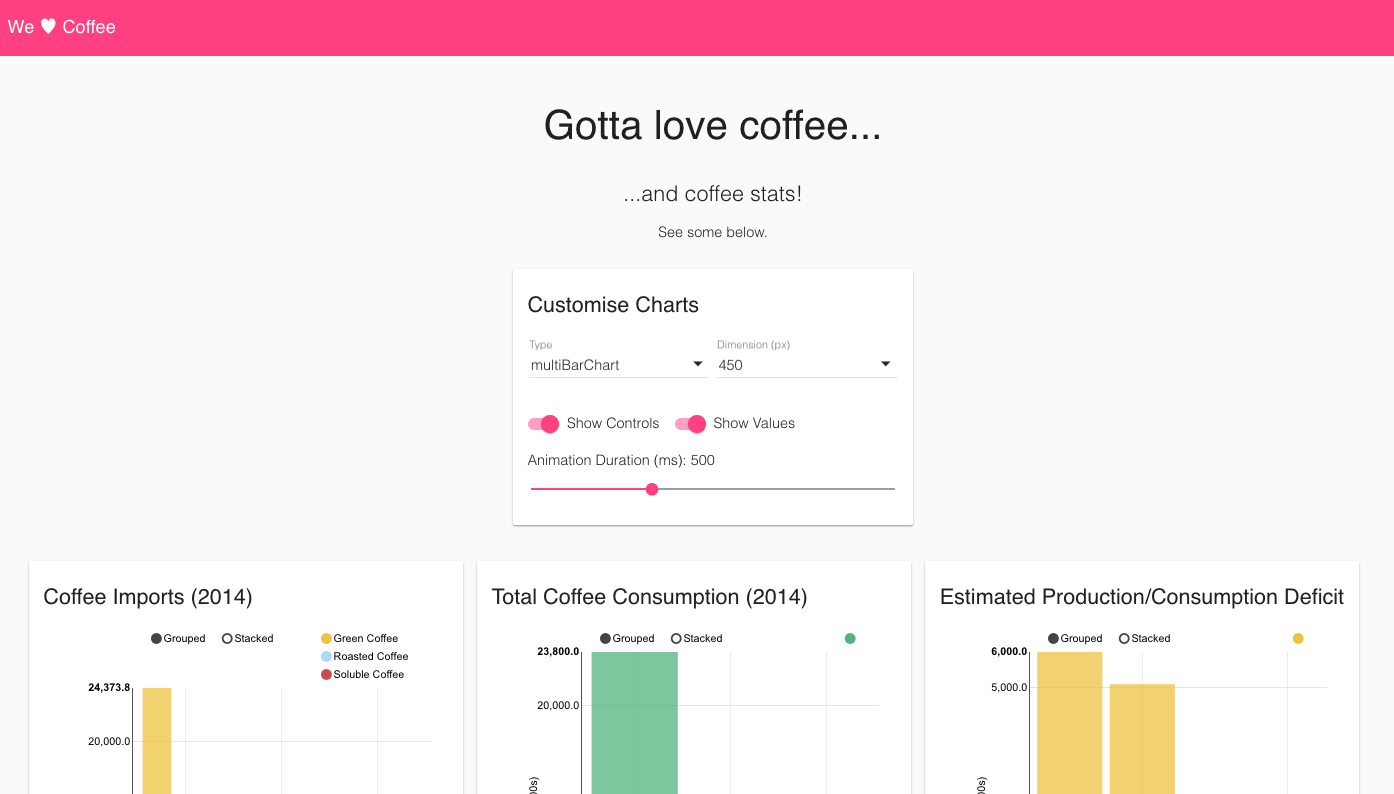 We ♥ Coffee
Gotta love coffee...
...and coffee stats!
See some below.
Customise Charts
Type
Dimension (px)
multiBarChart
450
Show Controls
Show Values
Animation Duration (ms): 500
Coffee Imports (2014)
Grouped
Stacked
Green Coffee
Roasted Coffee
Soluble Coffee
24,373.8
20,000.0
Total Coffee Consumption (2014)
Grouped
Stacked
23,800.0
20,000.0
Estimated Production/Consumption Deficit
Grouped
Stacked
6,000.0
5,000.0